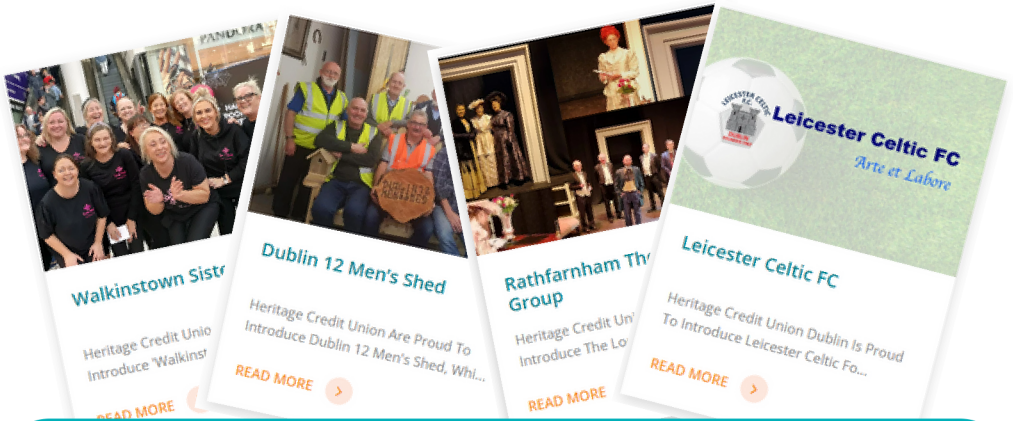 PANDORA
Walkinstown Siste
Heritage Credit Unio
Introduce "Walkinst
READ MORE
Dublin 12 Men's Shed
Heritage Credit Union Are Proud To
Introduce Dublin 12 Men's Shed, Whi...
READ MORE
Rathfarnham The
Group
Heritage Credit Uni
Introduce The Lo
READ MORE
LEICESTER CELTIC
F.C.
DUBLIN
Leicester Celtic FC
Arte et Labore
Leicester Celtic FC
Heritage Credit Union Dublin Is Proud
To Introduce Leicester Celtic Fo...
READ MORE